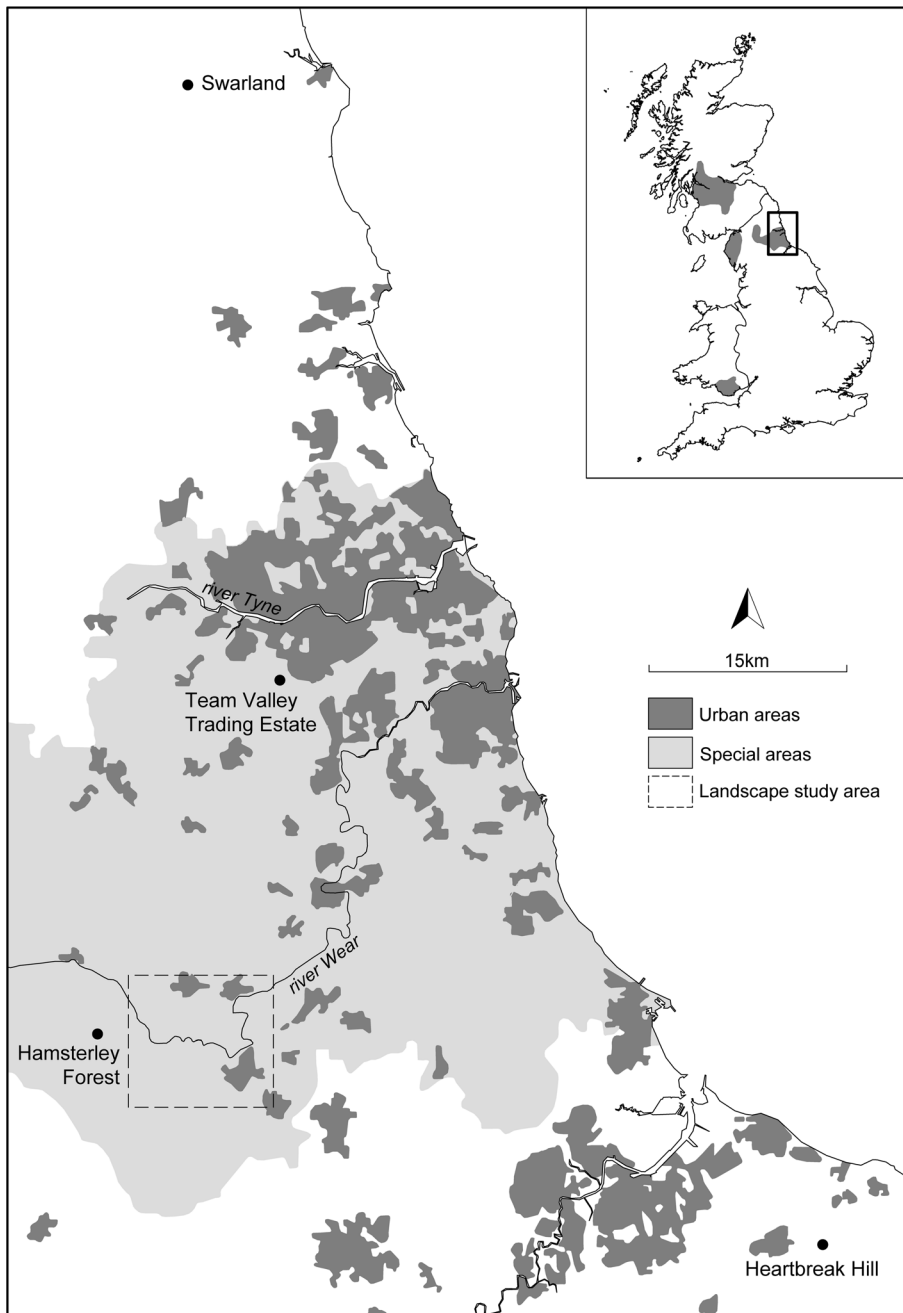 Swarland
river Tyne
15km
Team Valley
Trading Estate
Urban areas
Special areas
Landscape study area
river Wear
Hamsterley
Forest
Heartbreak Hill